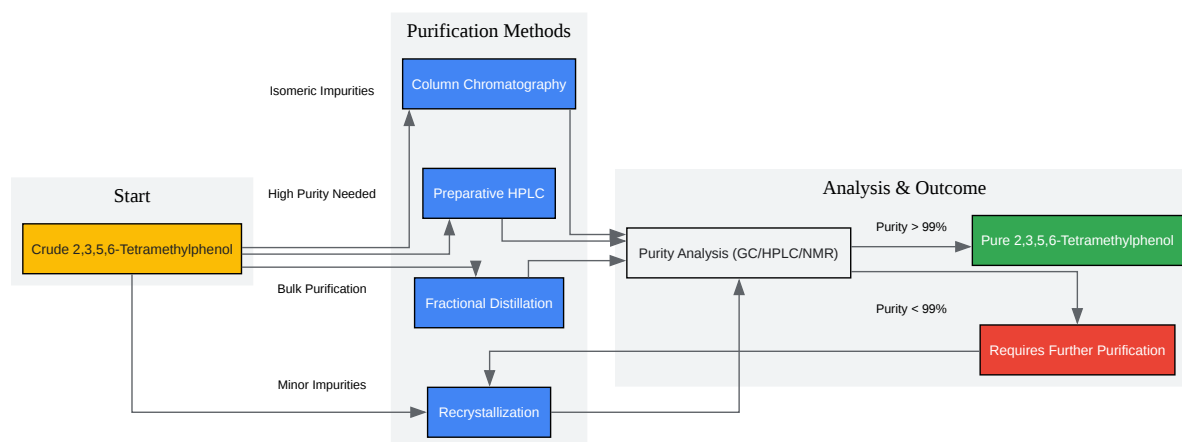 Purification Methods
Column Chromatography
Isomeric Impurities
Start
High Purity Needed
Preparative HPLC
Analysis & Outcome
Crude 2,3,5,6-Tetramethylphenol
Purity Analysis (GC/HPLC/NMR)
Purity > 99%
Pure 2,3,5,6-Tetramethylphenol
Bulk Purification
Fractional Distillation
Purity < 99%
Requires Further Purification
Minor Impurities
Recrystallization